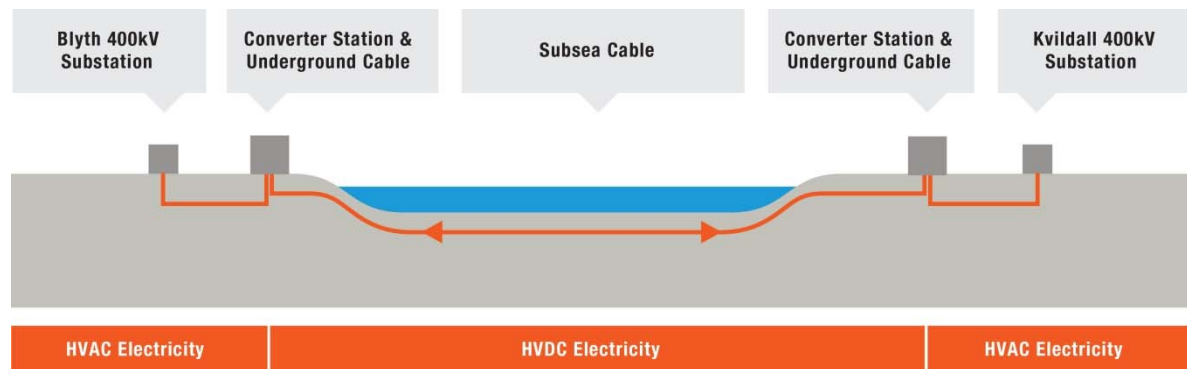 Blyth 400kV
Substation
Converter Station &
Underground Cable
Subsea Cable
Converter Station &
Underground Cable
Kvildall 400kV
Substation
HVAC Electricity
HVDC Electricity
HVAC Electricity